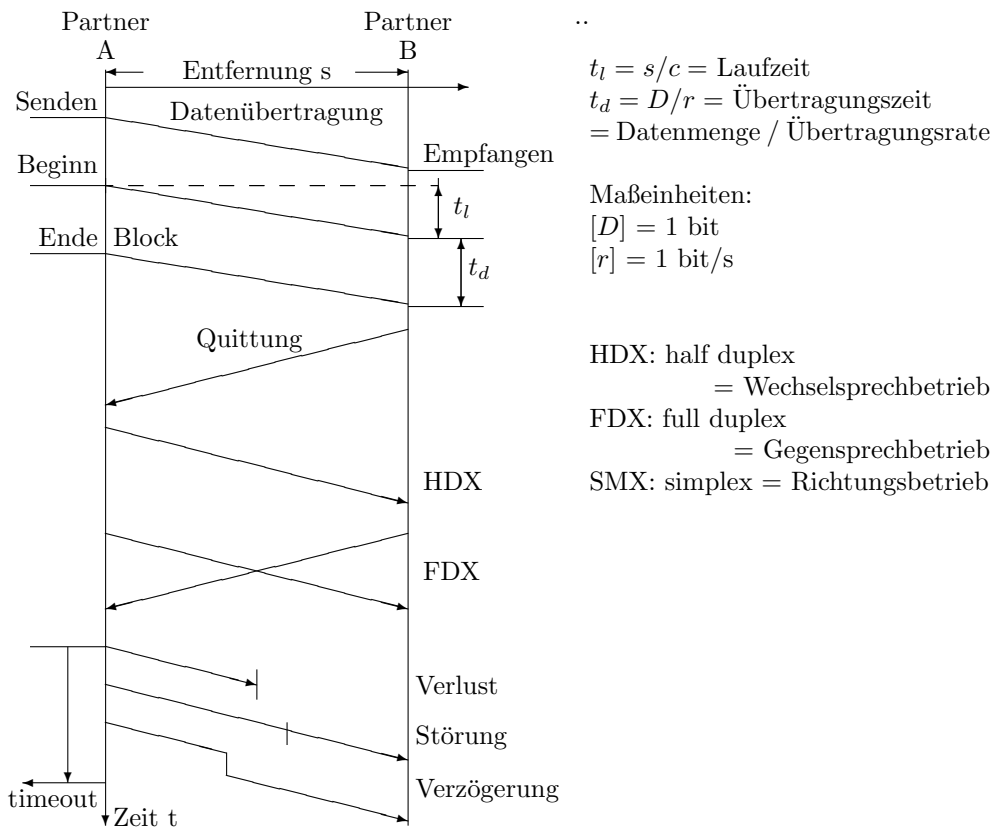 Partner
A
Partner
B
..
Entfernung s
Senden
Datenübertragung
Empfangen
Beginn
t_l
Ende
Block
t_d
Quittung
HDX
FDX
Verlust
Störung
Verzögerung
timeout
Zeit t
t_l = s/c = Laufzeit
t_d = D/r = Übertragungszeit
= Datenmenge / Übertragungsrate
Maßeinheiten:
[D] = 1 bit
[r] = 1 bit/s
HDX: half duplex
= Wechselsprechbetrieb
FDX: full duplex
= Gegensprechbetrieb
SMX: simplex = Richtungsbetrieb